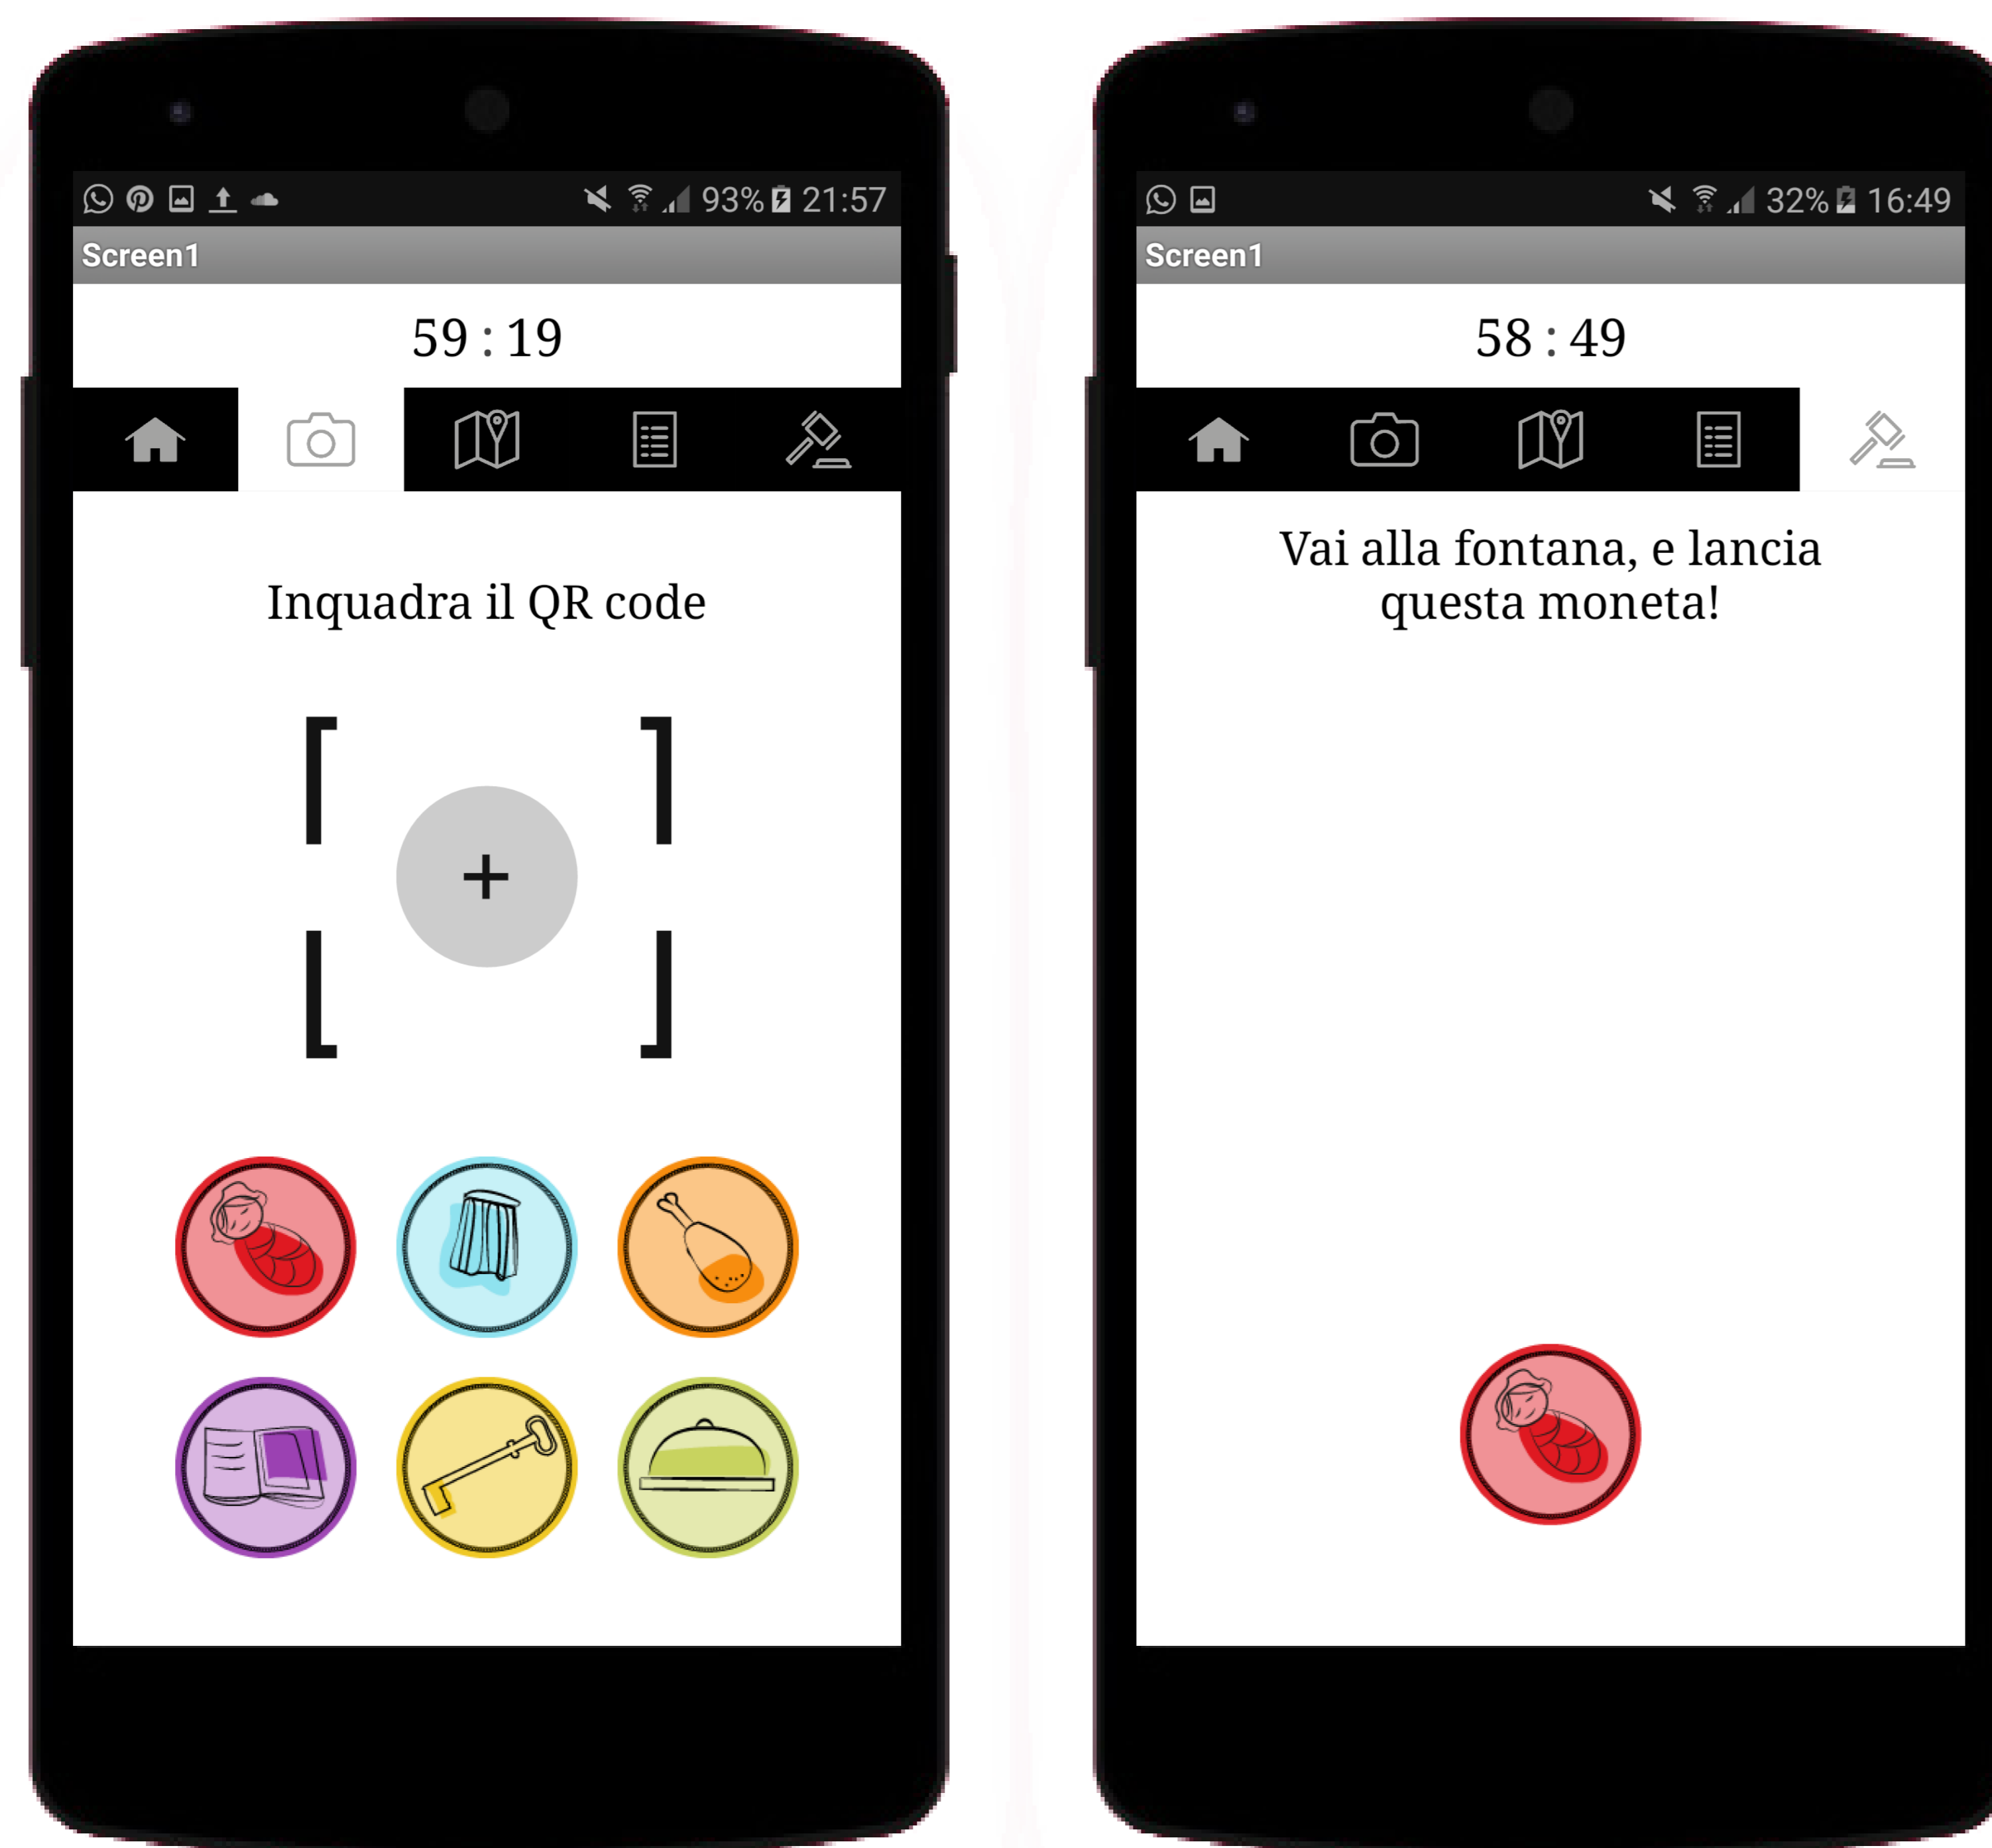 93% 21:57
Screen1
59 : 19
Inquadra il QR code
+
32% 16:49
Screen1
58 : 49
Vai alla fontana, e lancia
questa moneta!